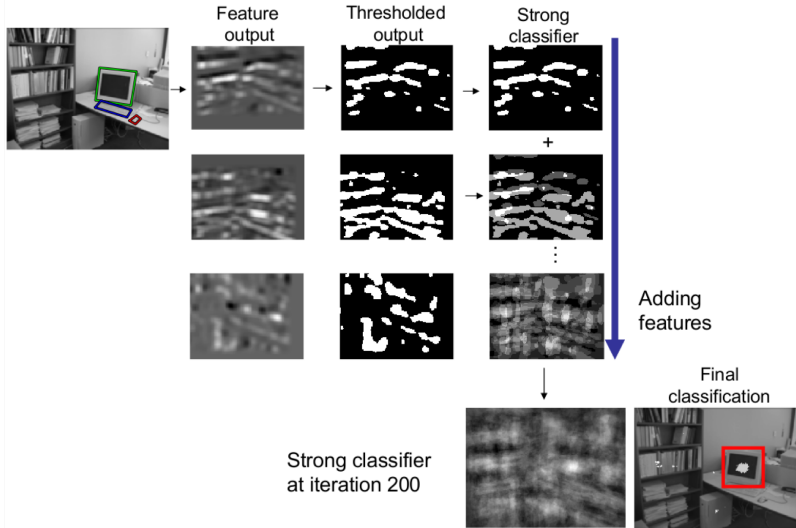 Feature
output
Thresholded
output
Strong
classifier
+
⋮
Adding
features
Final
classification
Strong classifier
at iteration 200